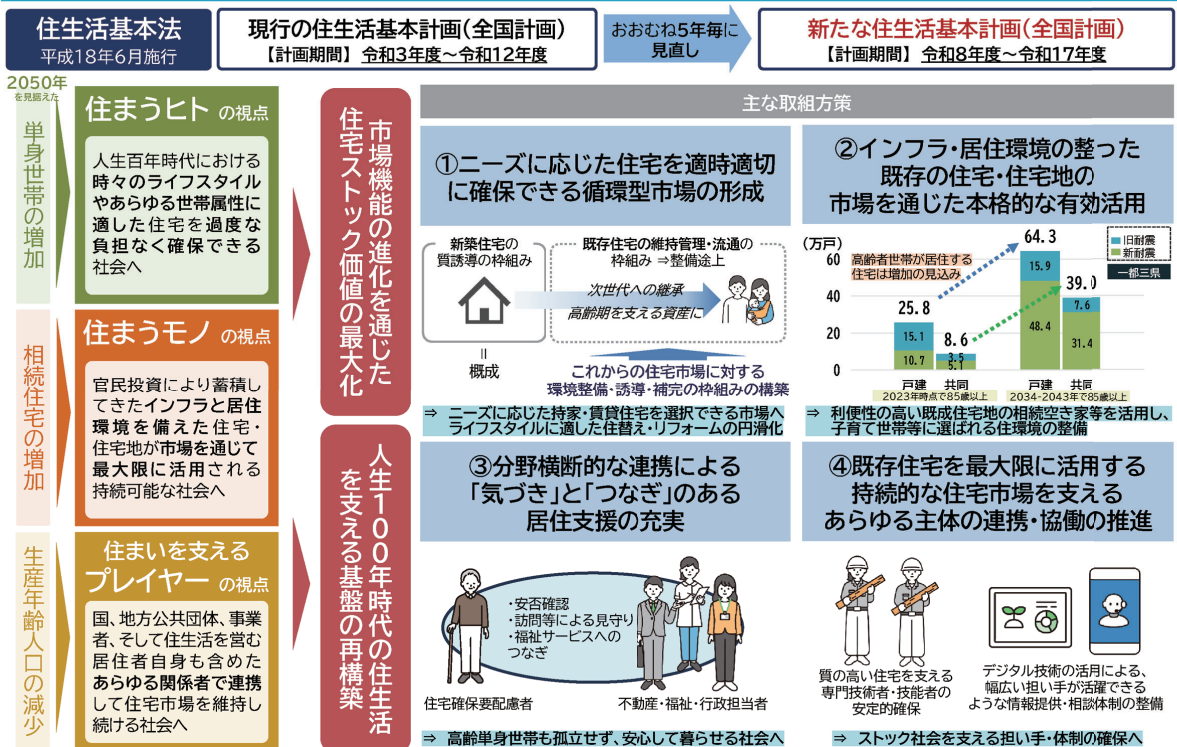 住生活基本法
平成18年6月施行
現行の住生活基本計画(全国計画)
【計画期間】 令和3年度～令和12年度
おおむね5年毎に
見直し
新たな住生活基本計画(全国計画)
【計画期間】 令和8年度～令和17年度
2050年
を見据えた
単身世帯の増加
住まうヒト の視点
人生百年時代における
時々のライフスタイル
やあらゆる世帯属性に
適した住宅を過度な
負担なく確保できる
社会へ
相続住宅の増加
住まうモノ の視点
官民投資により蓄積し
てきたインフラと居住
環境を備えた住宅・
住宅地が市場を通じて
最大限に活用される
持続可能な社会へ
生産年齢人口の減少
住まいを支える
プレイヤー の視点
国、地方公共団体、事業
者、そして住生活を営む
居住者自身も含めた
あらゆる関係者で連携
して住宅市場を維持し
続ける社会へ
市場機能の進化を通じた
住宅ストック価値の最大化
人生100年時代の住生活
を支える基盤の再構築
主な取組方策
①ニーズに応じた住宅を適時適切
に確保できる循環型市場の形成
新築住宅の
質誘導の枠組み
既存住宅の維持管理・流通の
枠組み ⇒整備途上
次世代への継承
高齢期を支える資産に
＝
概成
これからの住宅市場に対する
環境整備・誘導・補完の枠組みの構築
⇒ ニーズに応じた持家・賃貸住宅を選択できる市場へ
ライフスタイルに適した住替え・リフォームの円滑化
②インフラ・居住環境の整った
既存の住宅・住宅地の
市場を通じた本格的な有効活用
(万戸)
60
40
20
0
高齢者世帯が居住する
住宅は増加の見込み
旧耐震
新耐震
一都三県
25.8
15.1
10.7
8.6
3.5
5.1
64.3
15.9
48.4
39.0
7.6
31.4
戸建 共同
2023年時点で85歳以上
戸建 共同
2034-2043年で85歳以上
⇒ 利便性の高い既成住宅地の相続空き家等を活用し、
子育て世帯等に選ばれる住環境の整備
③分野横断的な連携による
「気づき」と「つなぎ」のある
居住支援の充実
・安否確認
・訪問等による見守り
・福祉サービスへの
つなぎ
住宅確保要配慮者
不動産・福祉・行政担当者
⇒ 高齢単身世帯も孤立せず、安心して暮らせる社会へ
④既存住宅を最大限に活用する
持続的な住宅市場を支える
あらゆる主体の連携・協働の推進
質の高い住宅を支える
専門技術者・技能者の
安定的確保
デジタル技術の活用による、
幅広い担い手が活躍できる
ような情報提供・相談体制の整備
⇒ ストック社会を支える担い手・体制の確保へ